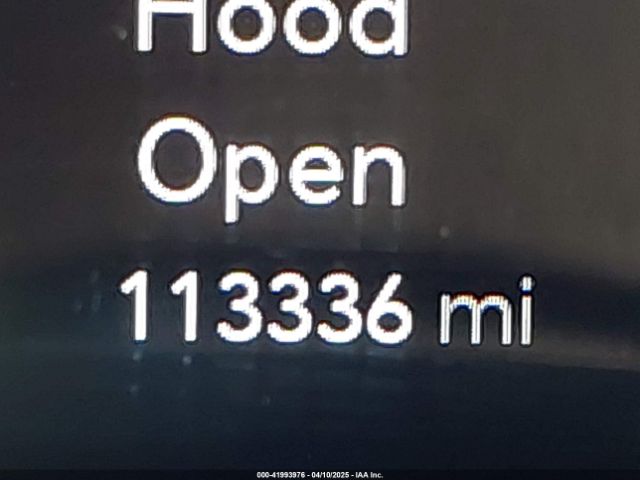 Hood
Open
113336 mi
000-41993976 - 04/10/2025 - IAA Inc.